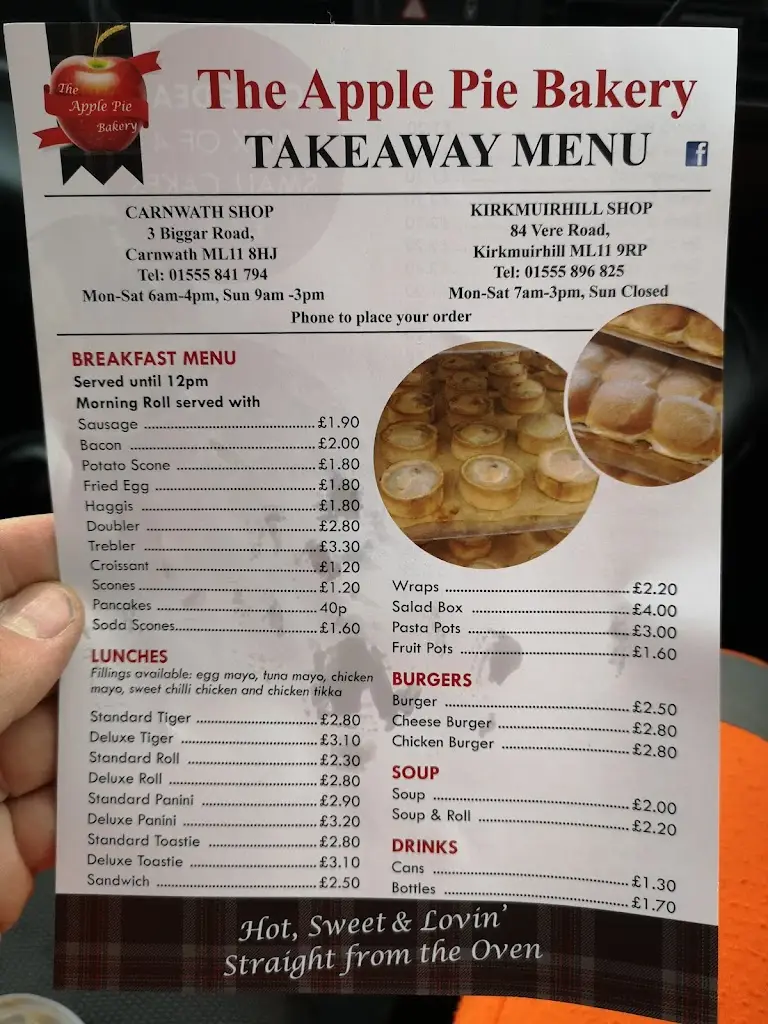 The
Apple Pie
Bakery
The Apple Pie Bakery
TAKEAWAY MENU
f
CARNWATH SHOP
3 Biggar Road,
Carnwath ML11 8HJ
Tel: 01555 841 794
Mon-Sat 6am-4pm, Sun 9am -3pm
KIRKMUIRHILL SHOP
84 Vere Road,
Kirkmuirhill ML11 9RP
Tel: 01555 896 825
Mon-Sat 7am-3pm, Sun Closed
Phone to place your order
BREAKFAST MENU
Served until 12pm
Morning Roll served with
Sausage £1.90
Bacon £2.00
Potato Scone £1.80
Fried Egg £1.80
Haggis £1.80
Doubler £2.80
Trebler £3.30
Croissant £1.20
Scones £1.20
Pancakes 40p
Soda Scones £1.60
LUNCHES
Fillings available: egg mayo, tuna mayo, chicken
mayo, sweet chilli chicken and chicken tikka
Standard Tiger £2.80
Deluxe Tiger £3.10
Standard Roll £2.30
Deluxe Roll £2.80
Standard Panini £2.90
Deluxe Panini £3.20
Standard Toastie £2.80
Deluxe Toastie £3.10
Sandwich £2.50
Wraps £2.20
Salad Box £4.00
Pasta Pots £3.00
Fruit Pots £1.60
BURGERS
Burger £2.50
Cheese Burger £2.80
Chicken Burger £2.80
SOUP
Soup £2.00
Soup & Roll £2.20
DRINKS
Cans £1.30
Bottles £1.70
Hot, Sweet & Lovin'
Straight from the Oven